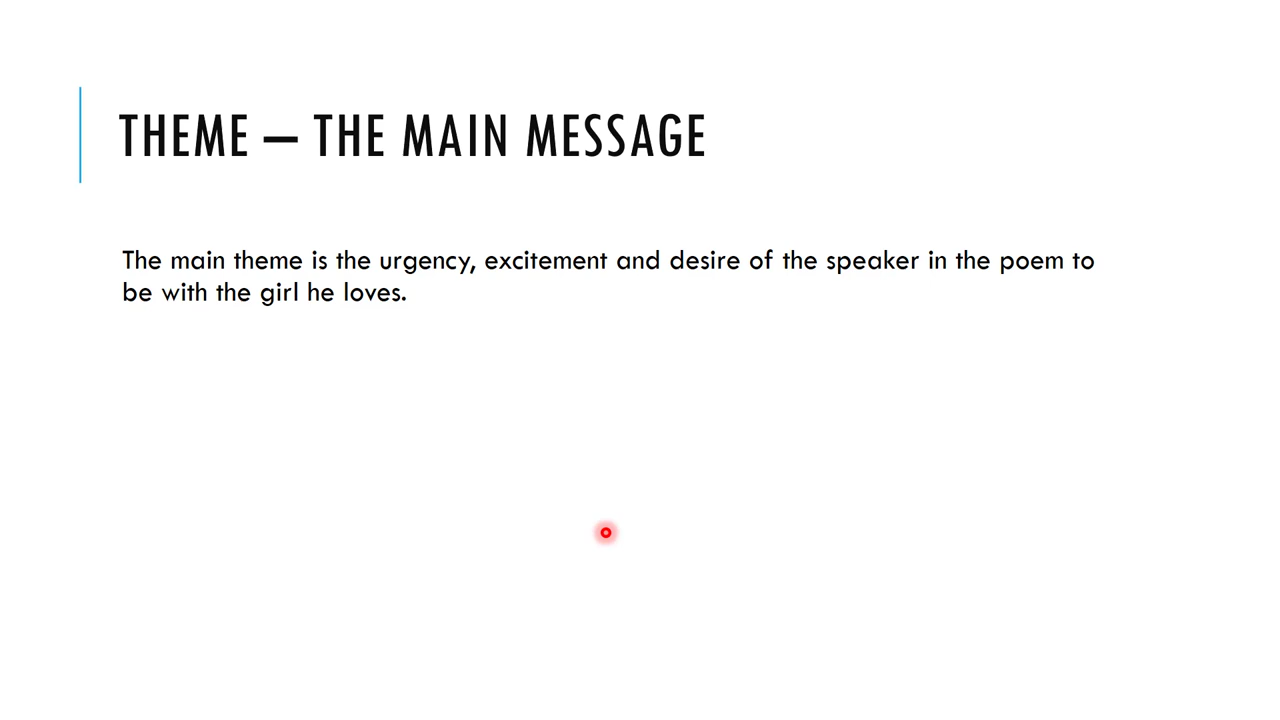 THEME – THE MAIN MESSAGE
The main theme is the urgency, excitement and desire of the speaker in the poem to
be with the girl he loves.